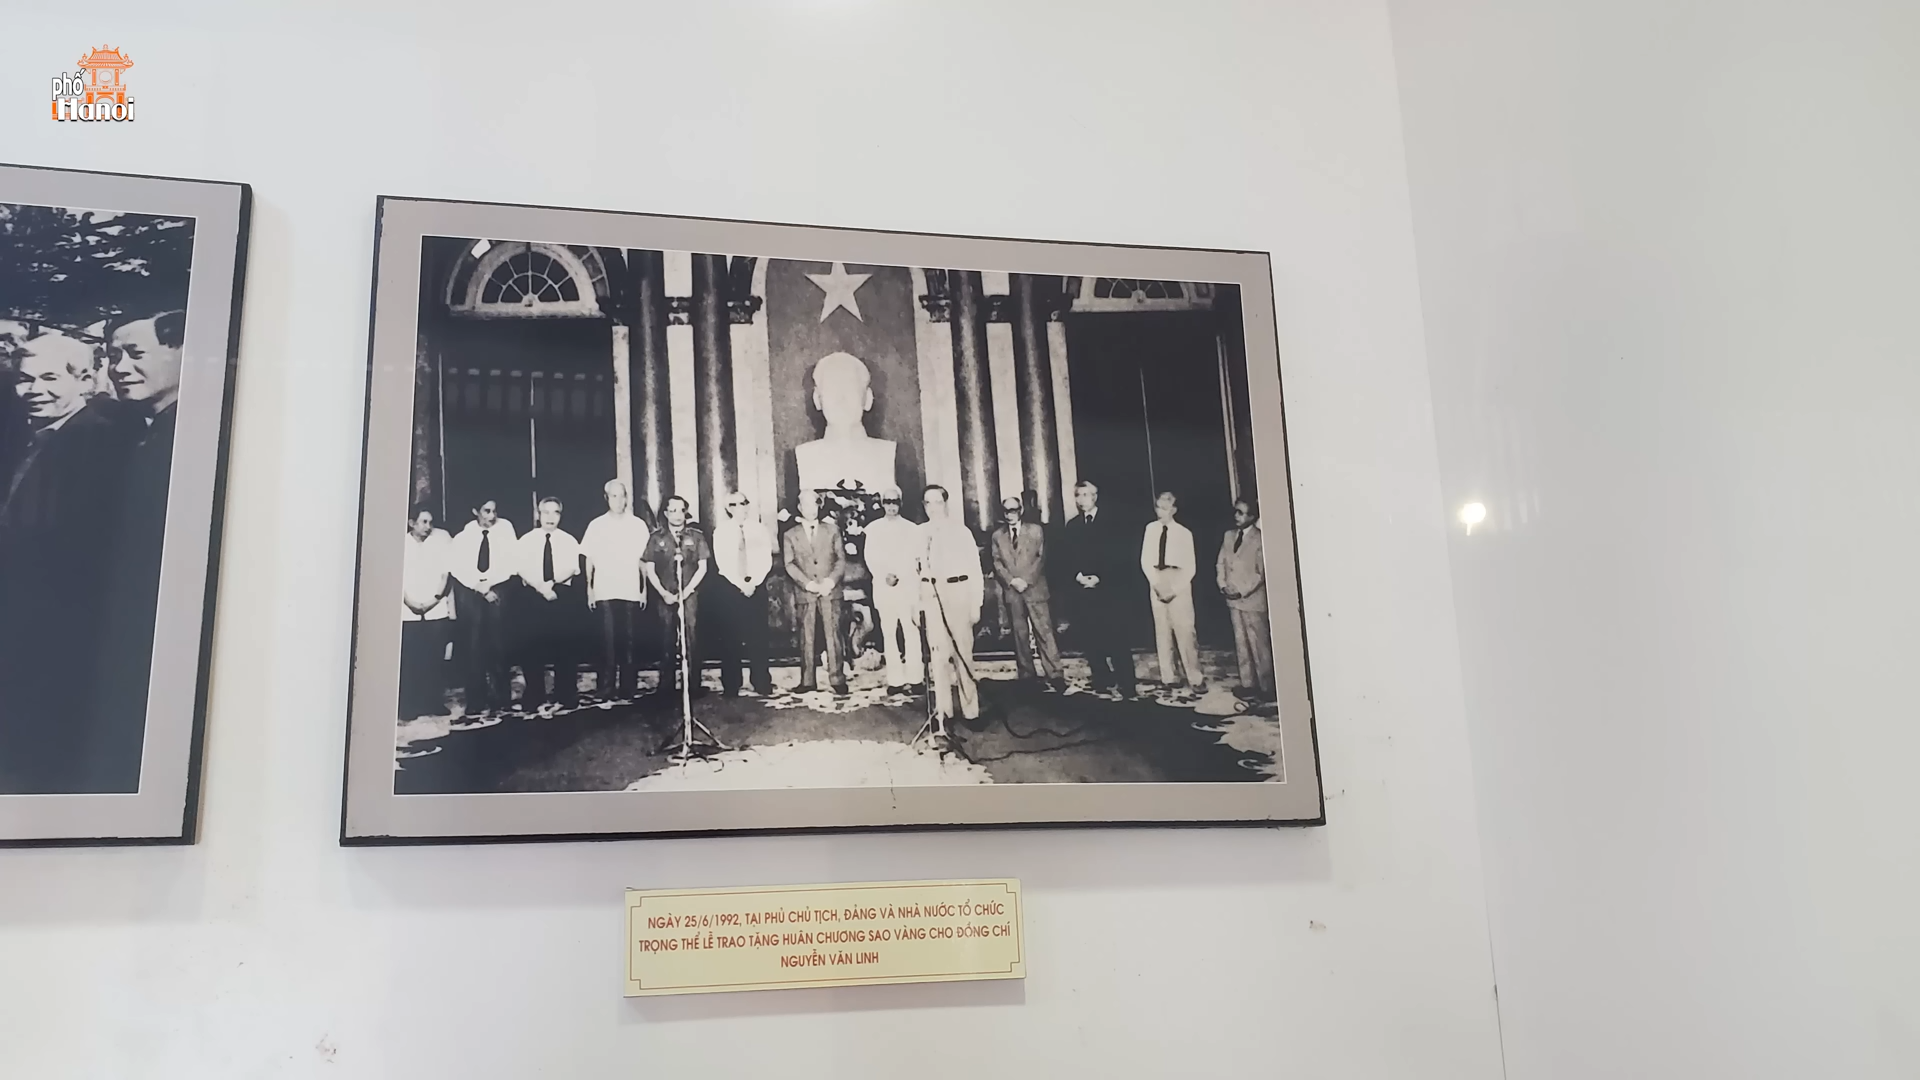 phố
Hanoi
NGÀY 25/6/1992, TẠI PHỦ CHỦ TỊCH, ĐẢNG VÀ NHÀ NƯỚC TỔ CHỨC
TRỌNG THỂ LỄ TRAO TẶNG HUÂN CHƯƠNG SAO VÀNG CHO ĐỒNG CHÍ
NGUYỄN VĂN LINH